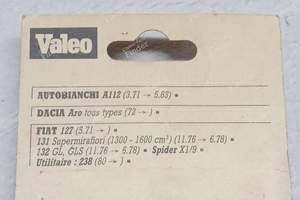 Valeo
AUTOBIANCHI A112 (3.71 → 5.83) •
DACIA Aro tous types (72 → ) •
FIAT 127 (5.71 → ) •
131 Supermirafiori (1300 - 1600 cm³) (11.76 → 6.78) •
132 GL, GLS (11.76 → 6.78) • Spider X1/9 •
Utilitaire : 238 (80 → ) •